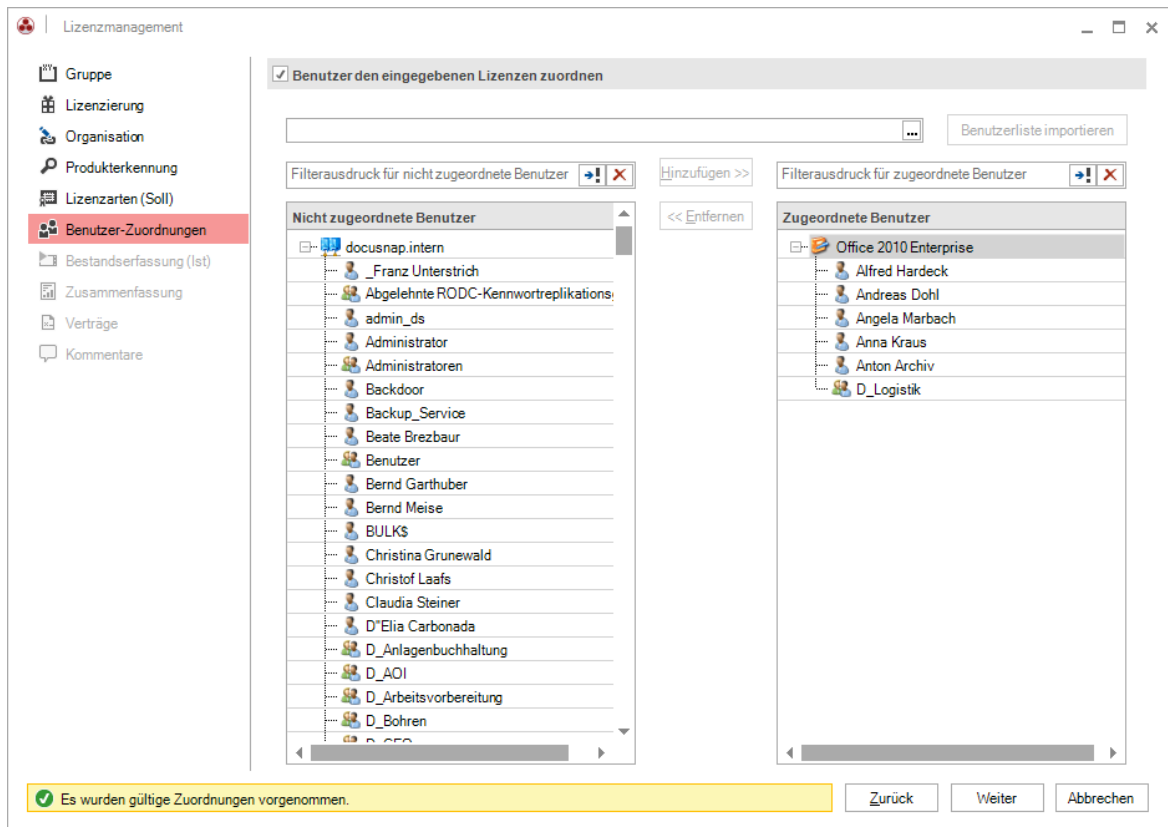 Lizenzmanagement
Gruppe
Lizenzierung
Organisation
Produkterkennung
Lizenzarten (Soll)
Benutzer-Zuordnungen
Bestandserfassung (Ist)
Zusammenfassung
Verträge
Kommentare
Benutzer den eingegebenen Lizenzen zuordnen
...
Benutzerliste importieren
Filterausdruck für nicht zugeordnete Benutzer
Hinzufügen >>
<< Entfernen
Filterausdruck für zugeordnete Benutzer
Nicht zugeordnete Benutzer
docusnap.intern
_Franz Unterstrich
Abgelehnte RODC-Kennwortreplikations
admin_ds
Administrator
Administratoren
Backdoor
Backup_Service
Beate Brezbaur
Benutzer
Bernd Garthuber
Bernd Meise
BULK$
Christina Grunewald
Christof Laafs
Claudia Steiner
D"Elia Carbonada
D_Anlagenbuchhaltung
D_AOI
D_Arbeitsvorbereitung
D_Bohren
Zugeordnete Benutzer
Office 2010 Enterprise
Alfred Hardeck
Andreas Dohl
Angela Marbach
Anna Kraus
Anton Archiv
D_Logistik
Es wurden gültige Zuordnungen vorgenommen.
Zurück
Weiter
Abbrechen